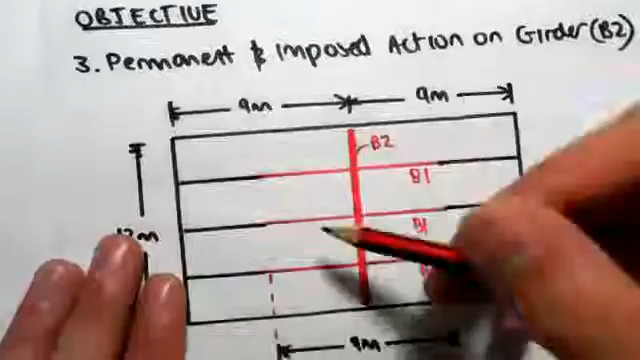 OBJECTIVE
3. Permanent & Imposed Action on Girder (B2)
9m 9m
B2
B1
12m
B1
9m